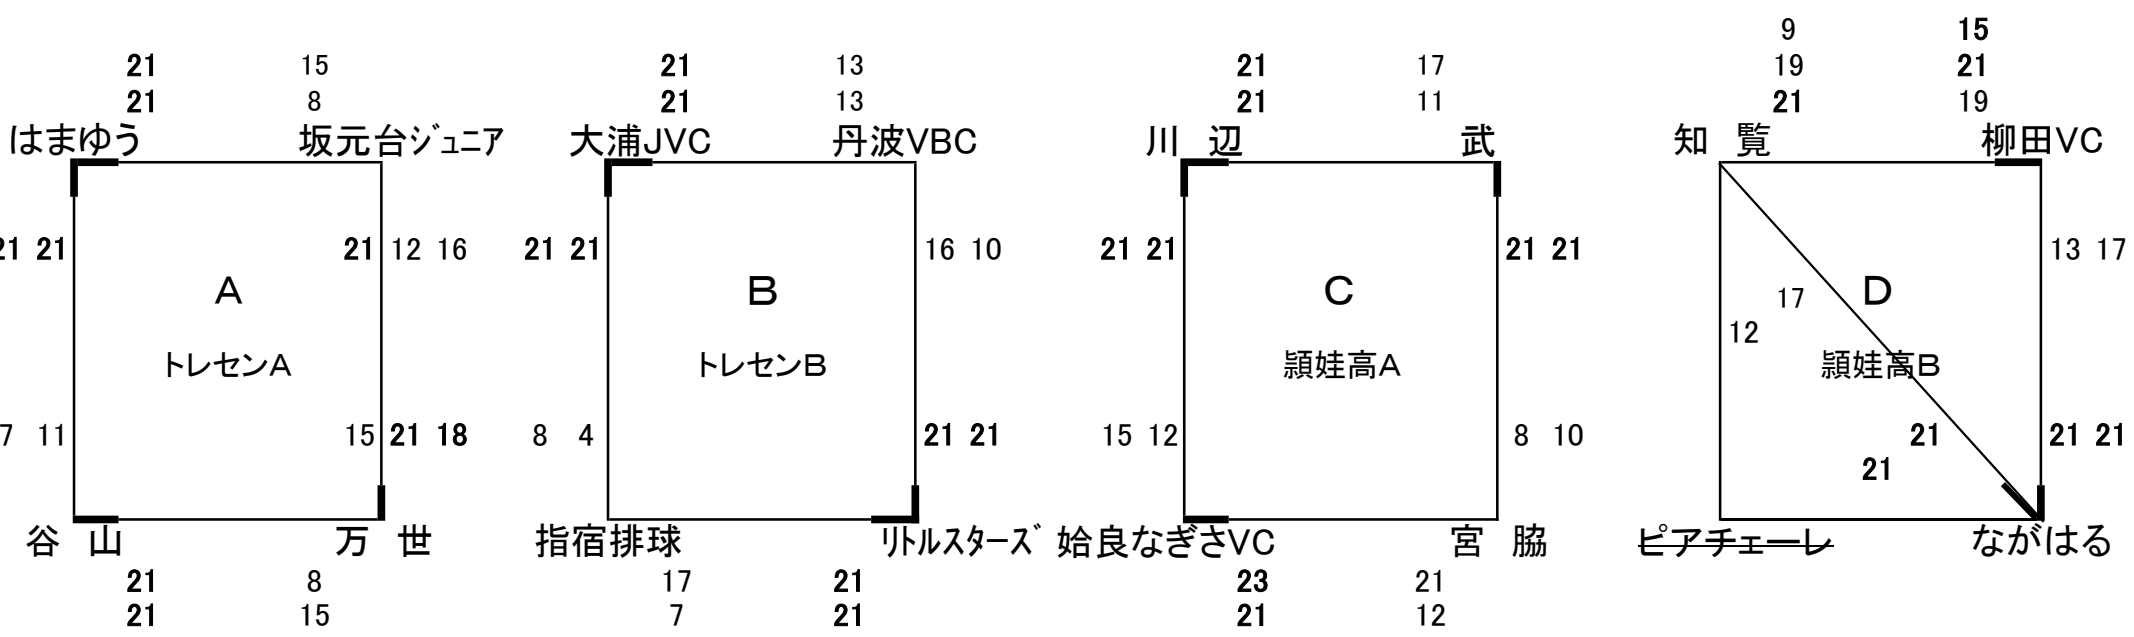 9 15
21 15 21 13 21 17 19 21
21 8 21 13 21 11 21 19
はまゆう 坂元台ｼﾞｭﾆｱ 大浦JVC 丹波VBC 川 辺 武 知 覧 柳田VC
21 21 21 12 16 21 21 16 10 21 21 21 21 13 17
A B C D
17
12
トレセンA トレセンB 頴娃高A 頴娃高B
7 11 15 21 18 8 4 21 21 15 12 8 10 21 21 21
21
谷 山 万 世 指宿排球 ﾘﾄﾙｽﾀｰｽﾞ 姶良なぎさVC 宮 脇 ピアチェーレ ながはる
21 8 17 21 23 21
21 15 7 21 21 12